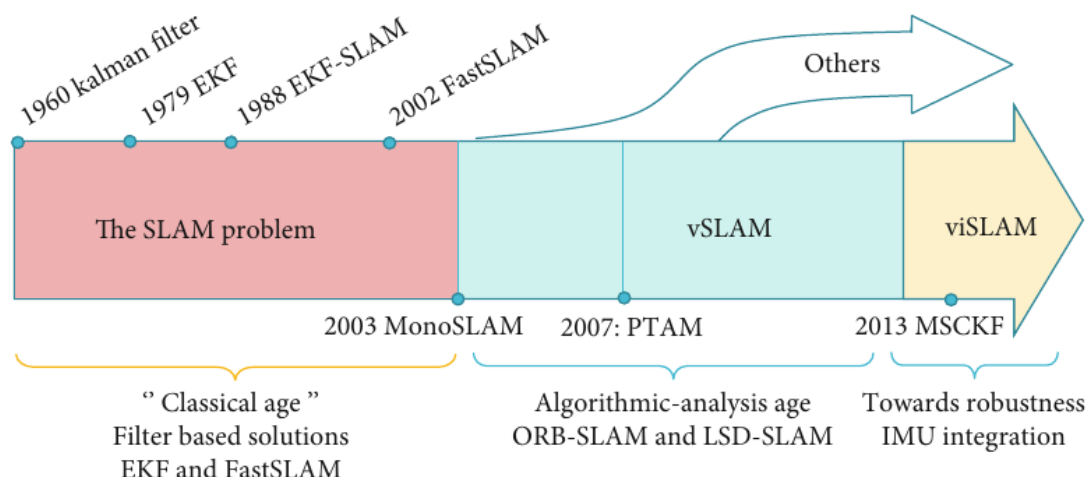 1960 kalman filter
1979 EKF
1988 EKF-SLAM
2002 FastSLAM
Others
The SLAM problem
vSLAM
viSLAM
2003 MonoSLAM
2007: PTAM
2013 MSCKF
“ Classical age ”
Filter based solutions
EKF and FastSLAM
Algorithmic-analysis age
ORB-SLAM and LSD-SLAM
Towards robustness
IMU integration